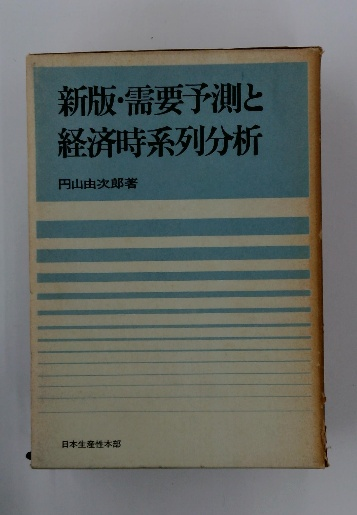 新版・需要予測と
経済時系列分析
円山由次郎著
日本生産性本部